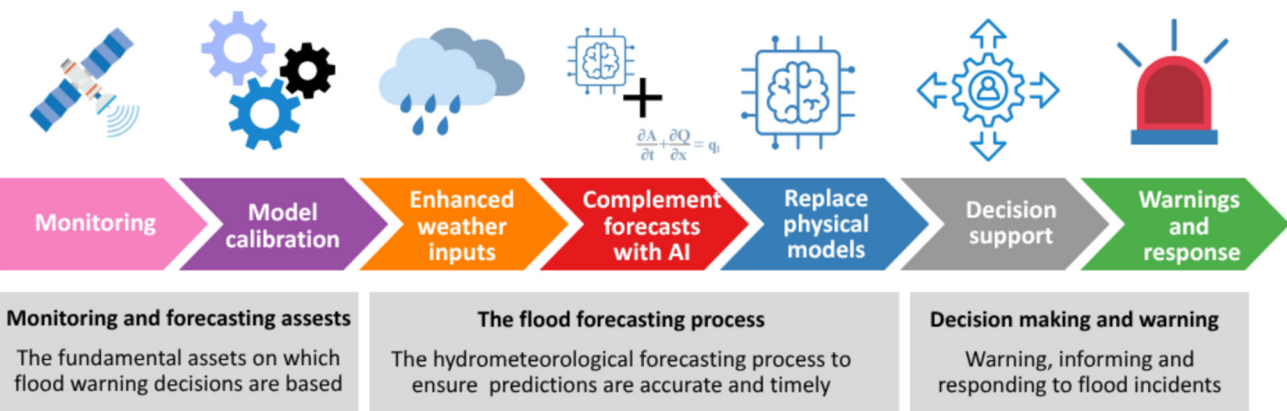 ∂A/∂t + ∂Q/∂x = qₗ
Monitoring
Model
calibration
Enhanced
weather
inputs
Complement
forecasts
with AI
Replace
physical
models
Decision
support
Warnings
and
response
Monitoring and forecasting assests
The fundamental assets on which
flood warning decisions are based
The flood forecasting process
The hydrometeorological forecasting process to
ensure predictions are accurate and timely
Decision making and warning
Warning, informing and
responding to flood incidents